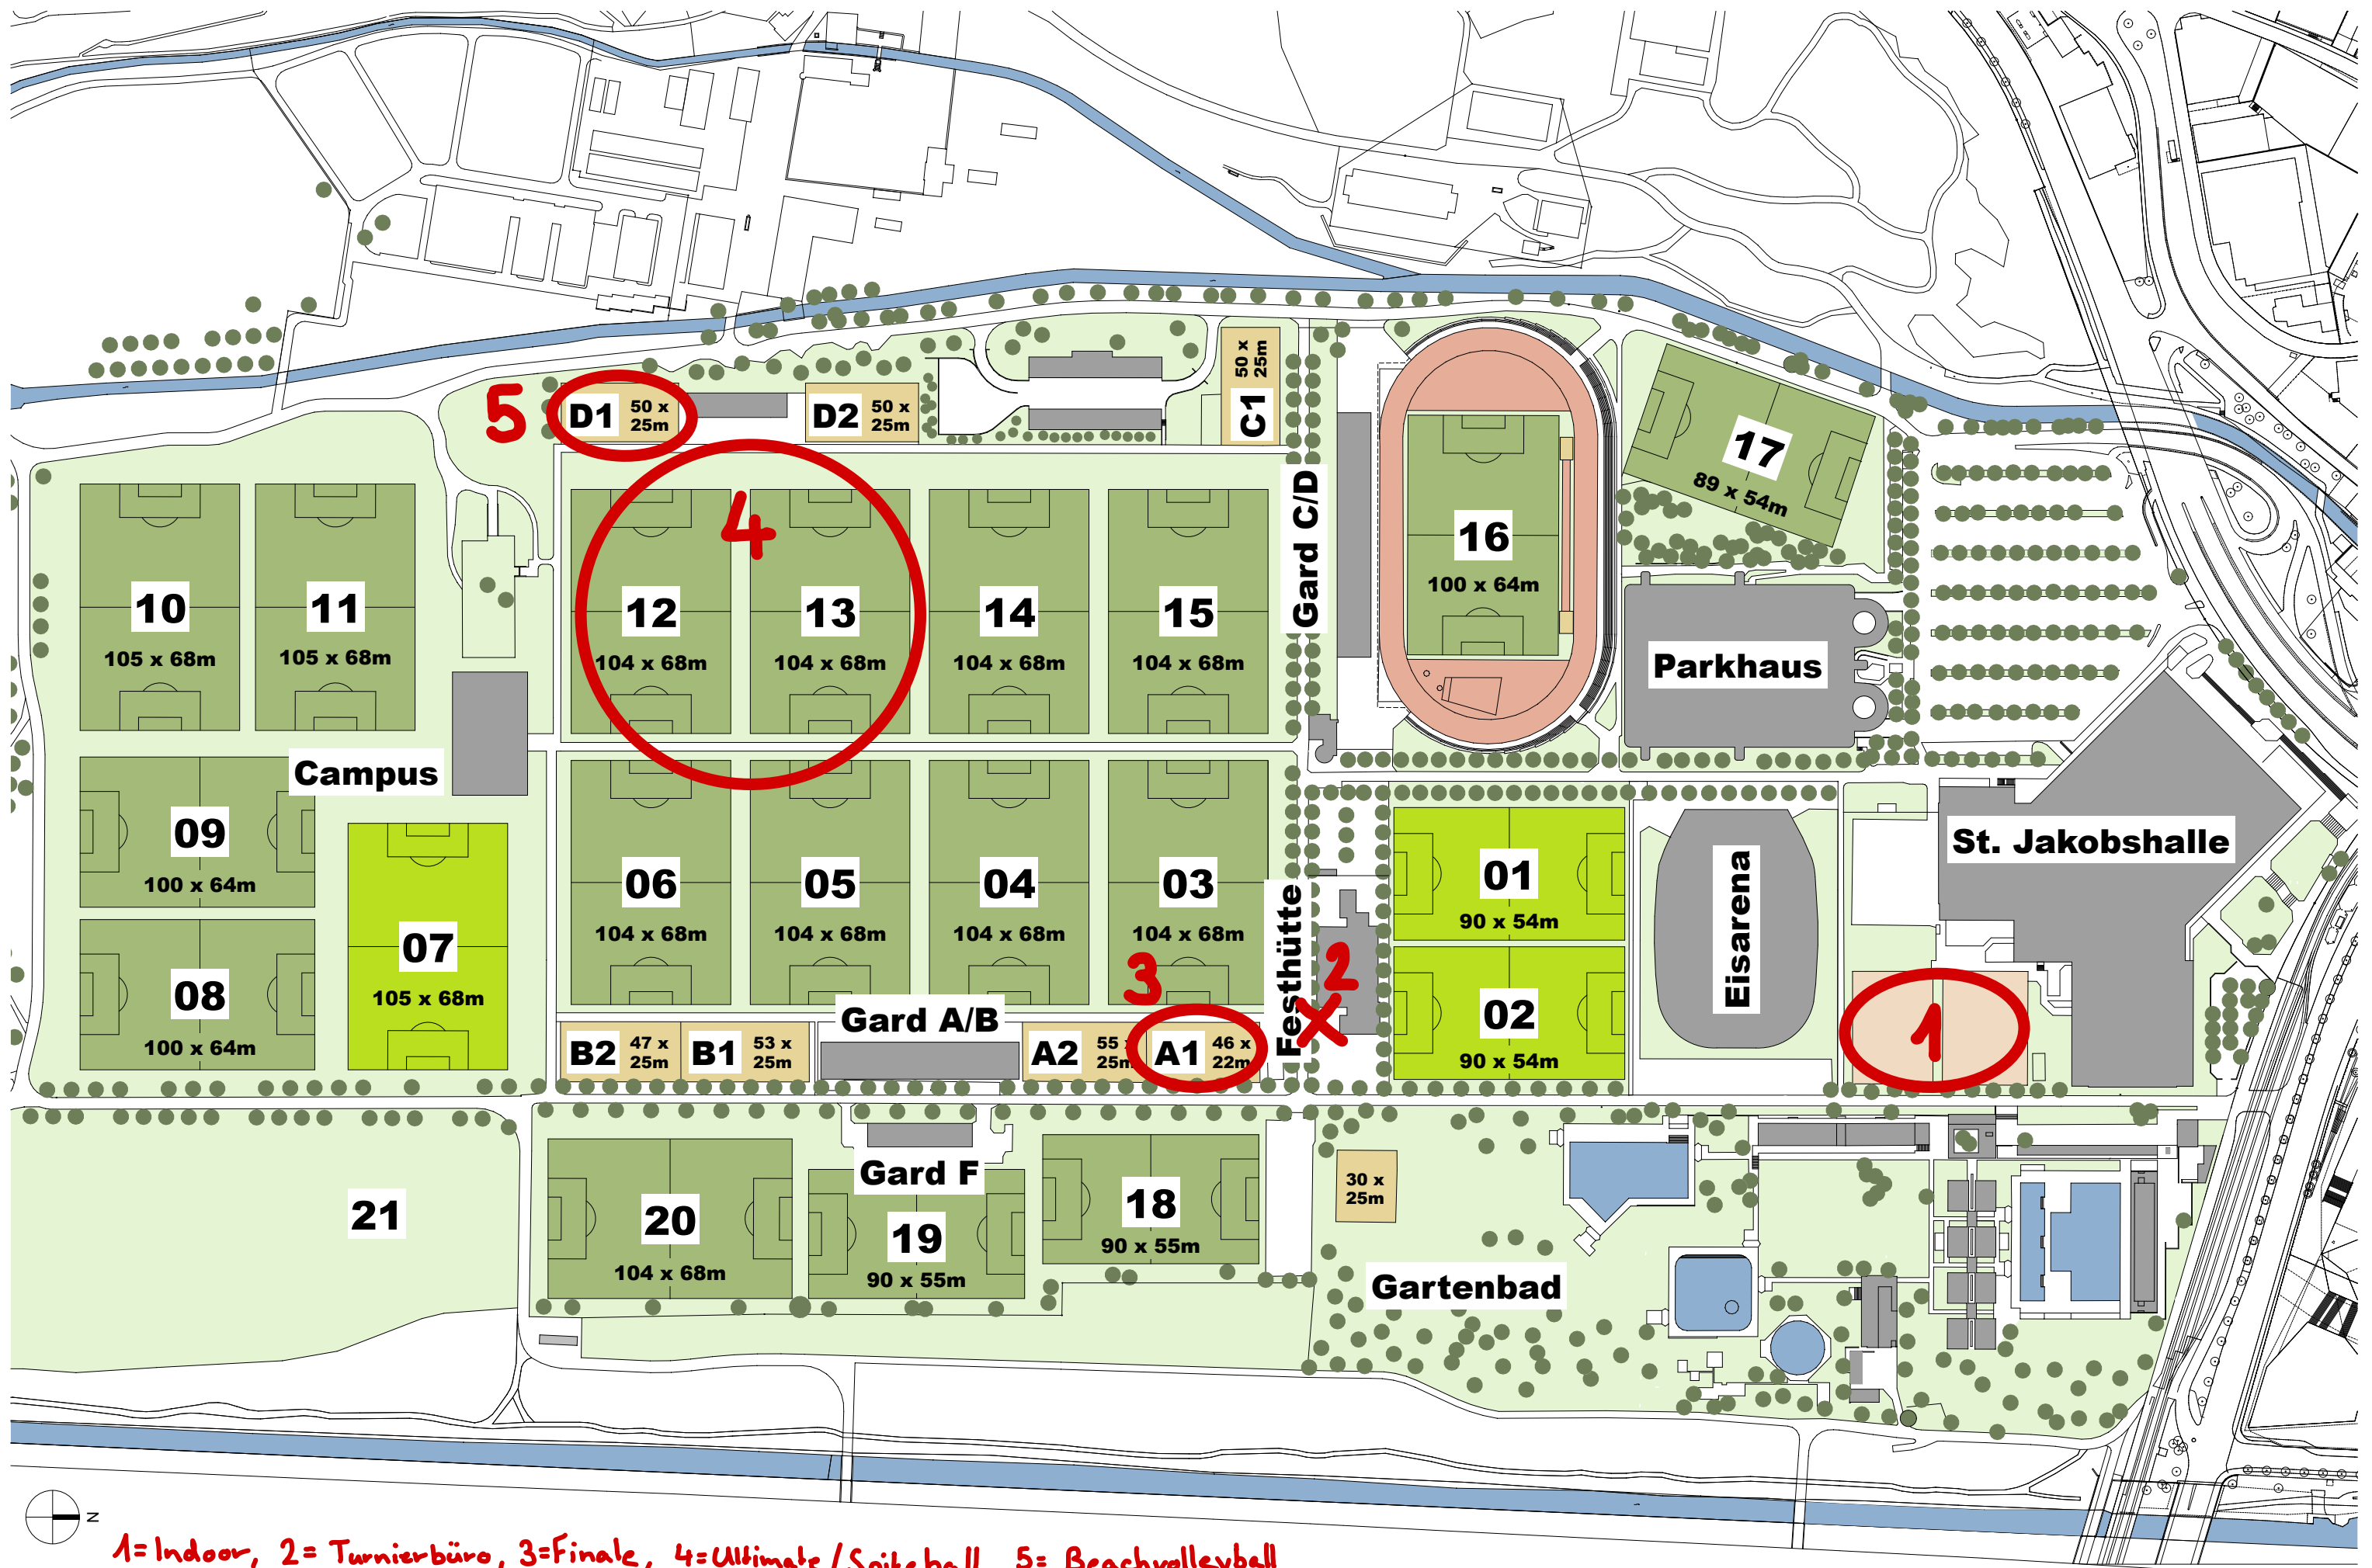 5
D1 50 x 25m
D2 50 x 25m
C1 50 x 25m
17
89 x 54m
4
Gard C/D
16
100 x 64m
10
105 x 68m
11
105 x 68m
12
104 x 68m
13
104 x 68m
14
104 x 68m
15
104 x 68m
Parkhaus
Campus
St. Jakobshalle
09
100 x 64m
07
105 x 68m
06
104 x 68m
05
104 x 68m
04
104 x 68m
03
104 x 68m
Festhütte
01
90 x 54m
Eisarena
08
100 x 64m
3
2
X
02
90 x 54m
1
Gard A/B
B2 47 x 25m
B1 53 x 25m
A2 55 x 25m
A1 46 x 22m
21
20
104 x 68m
Gard F
19
90 x 55m
18
90 x 55m
30 x 25m
Gartenbad
N
1=Indoor, 2= Turnierbüro, 3=Finale, 4=Ultimate/Spikeball, 5= Beachvolleyball